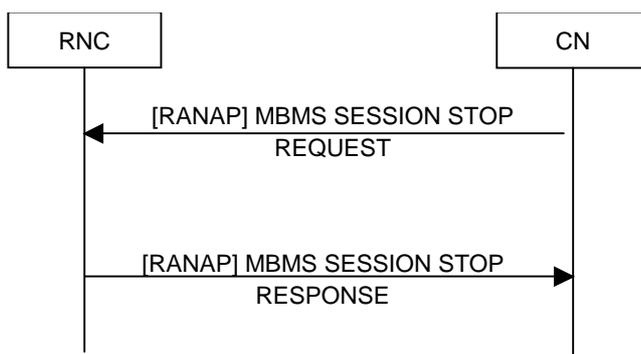 RNC
CN
[RANAP] MBMS SESSION STOP
REQUEST
[RANAP] MBMS SESSION STOP
RESPONSE